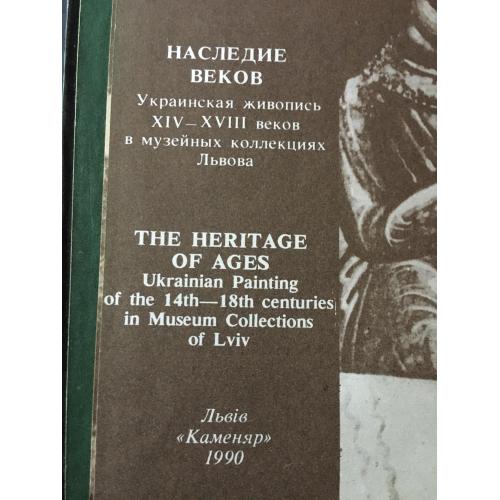 НАСЛЕДИЕ
ВЕКОВ
Украинская живопись
XIV—XVIII веков
в музейных коллекциях
Львова
THE HERITAGE
OF AGES
Ukrainian Painting
of the 14th—18th centuries
in Museum Collections
of Lviv
Львів
«Каменяр»
1990